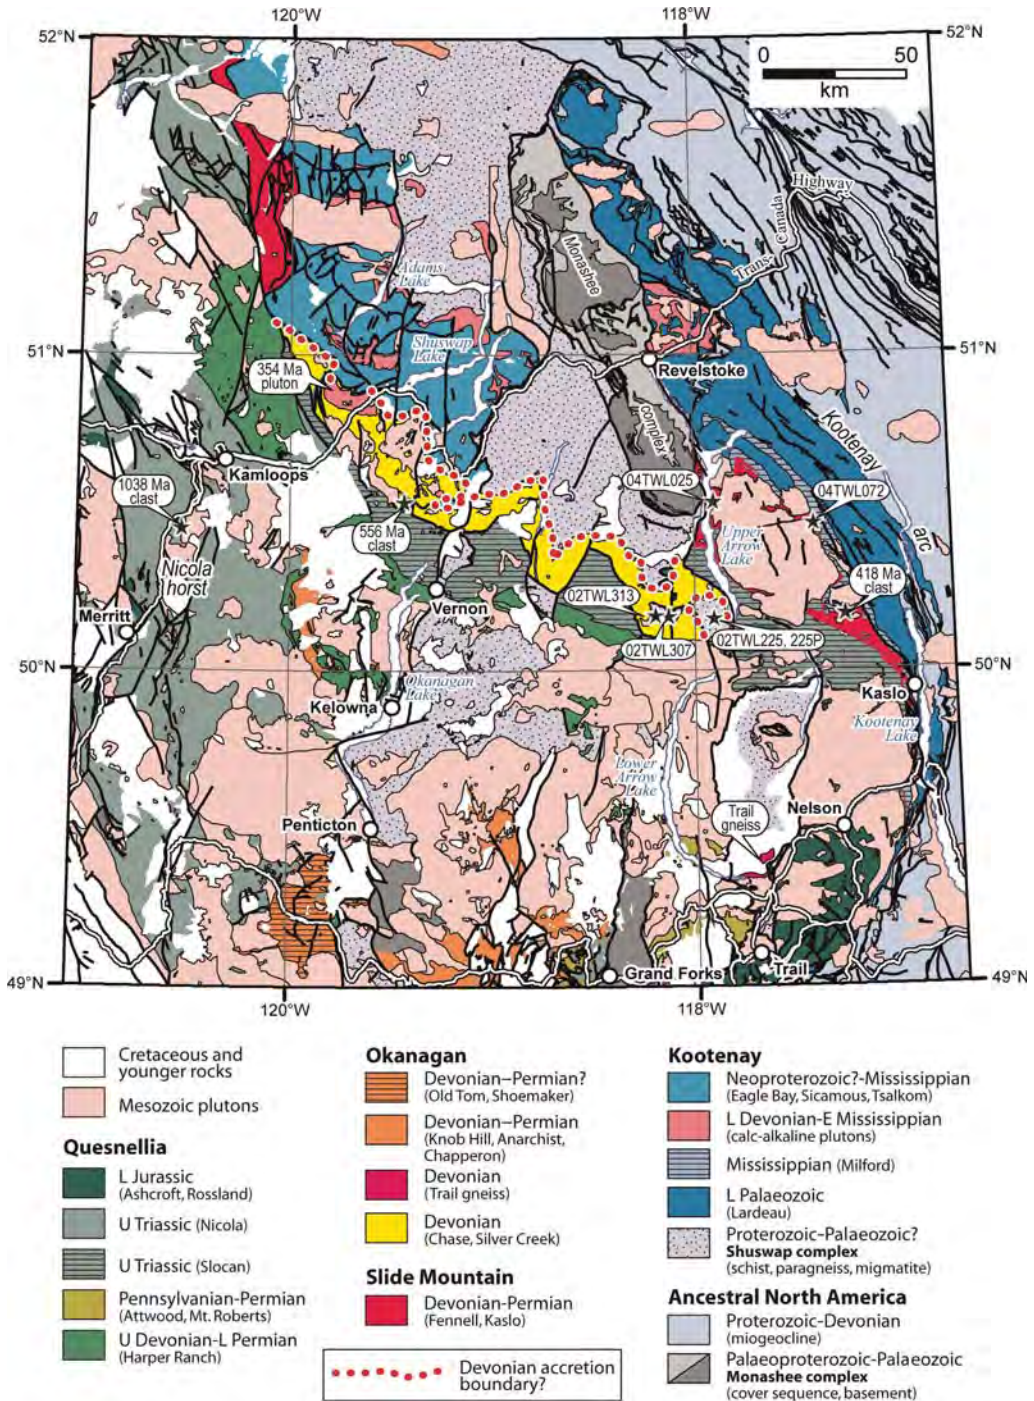 120°W
118°W
52°N
52°N
0
50
km
Highway
Canada
Trans
Adams
Lake
Monashee
Shuswap
Lake
51°N
51°N
354 Ma
pluton
Revelstoke
complex
Kootenay
arc
Kamloops
1038 Ma
clast
04TWL025
04TWL072
556 Ma
clast
Upper
Arrow
Lake
Nicola
horst
418 Ma
clast
02TWL313
Vernon
Merritt
02TWL307
02TWL225, 225P
50°N
50°N
Okanagan
Lake
Kelowna
Kaslo
Kootenay
Lake
Lower
Arrow
Lake
Penticton
Trail
gneiss
Nelson
Grand Forks
Trail
49°N
49°N
120°W
118°W
Cretaceous and
younger rocks
Mesozoic plutons
Quesnellia
L Jurassic
(Ashcroft, Rossland)
U Triassic (Nicola)
U Triassic (Slocan)
Pennsylvanian-Permian
(Attwood, Mt. Roberts)
U Devonian-L Permian
(Harper Ranch)
Okanagan
Devonian–Permian?
(Old Tom, Shoemaker)
Devonian–Permian
(Knob Hill, Anarchist,
Chapperon)
Devonian
(Trail gneiss)
Devonian
(Chase, Silver Creek)
Slide Mountain
Devonian-Permian
(Fennell, Kaslo)
Devonian accretion
boundary?
Kootenay
Neoproterozoic?-Mississippian
(Eagle Bay, Sicamous, Tsalkom)
L Devonian-E Mississippian
(calc-alkaline plutons)
Mississippian (Milford)
L Palaeozoic
(Lardeau)
Proterozoic–Palaeozoic?
Shuswap complex
(schist, paragneiss, migmatite)
Ancestral North America
Proterozoic-Devonian
(miogeocline)
Palaeoproterozoic-Palaeozoic
Monashee complex
(cover sequence, basement)